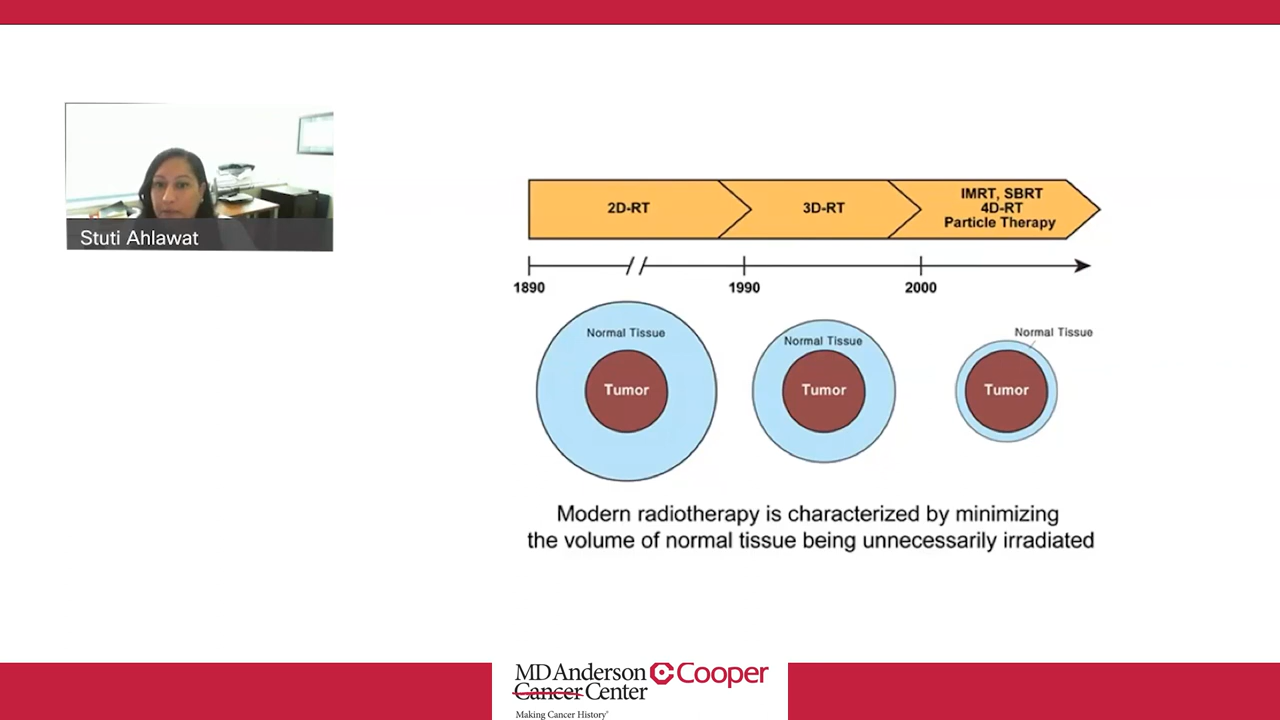 Stuti Ahlawat
2D-RT
3D-RT
IMRT, SBRT
4D-RT
Particle Therapy
1890
1990
2000
Normal Tissue
Tumor
Normal Tissue
Tumor
Normal Tissue
Tumor
Modern radiotherapy is characterized by minimizing
the volume of normal tissue being unnecessarily irradiated
MD Anderson Cooper
Cancer Center
Making Cancer History®